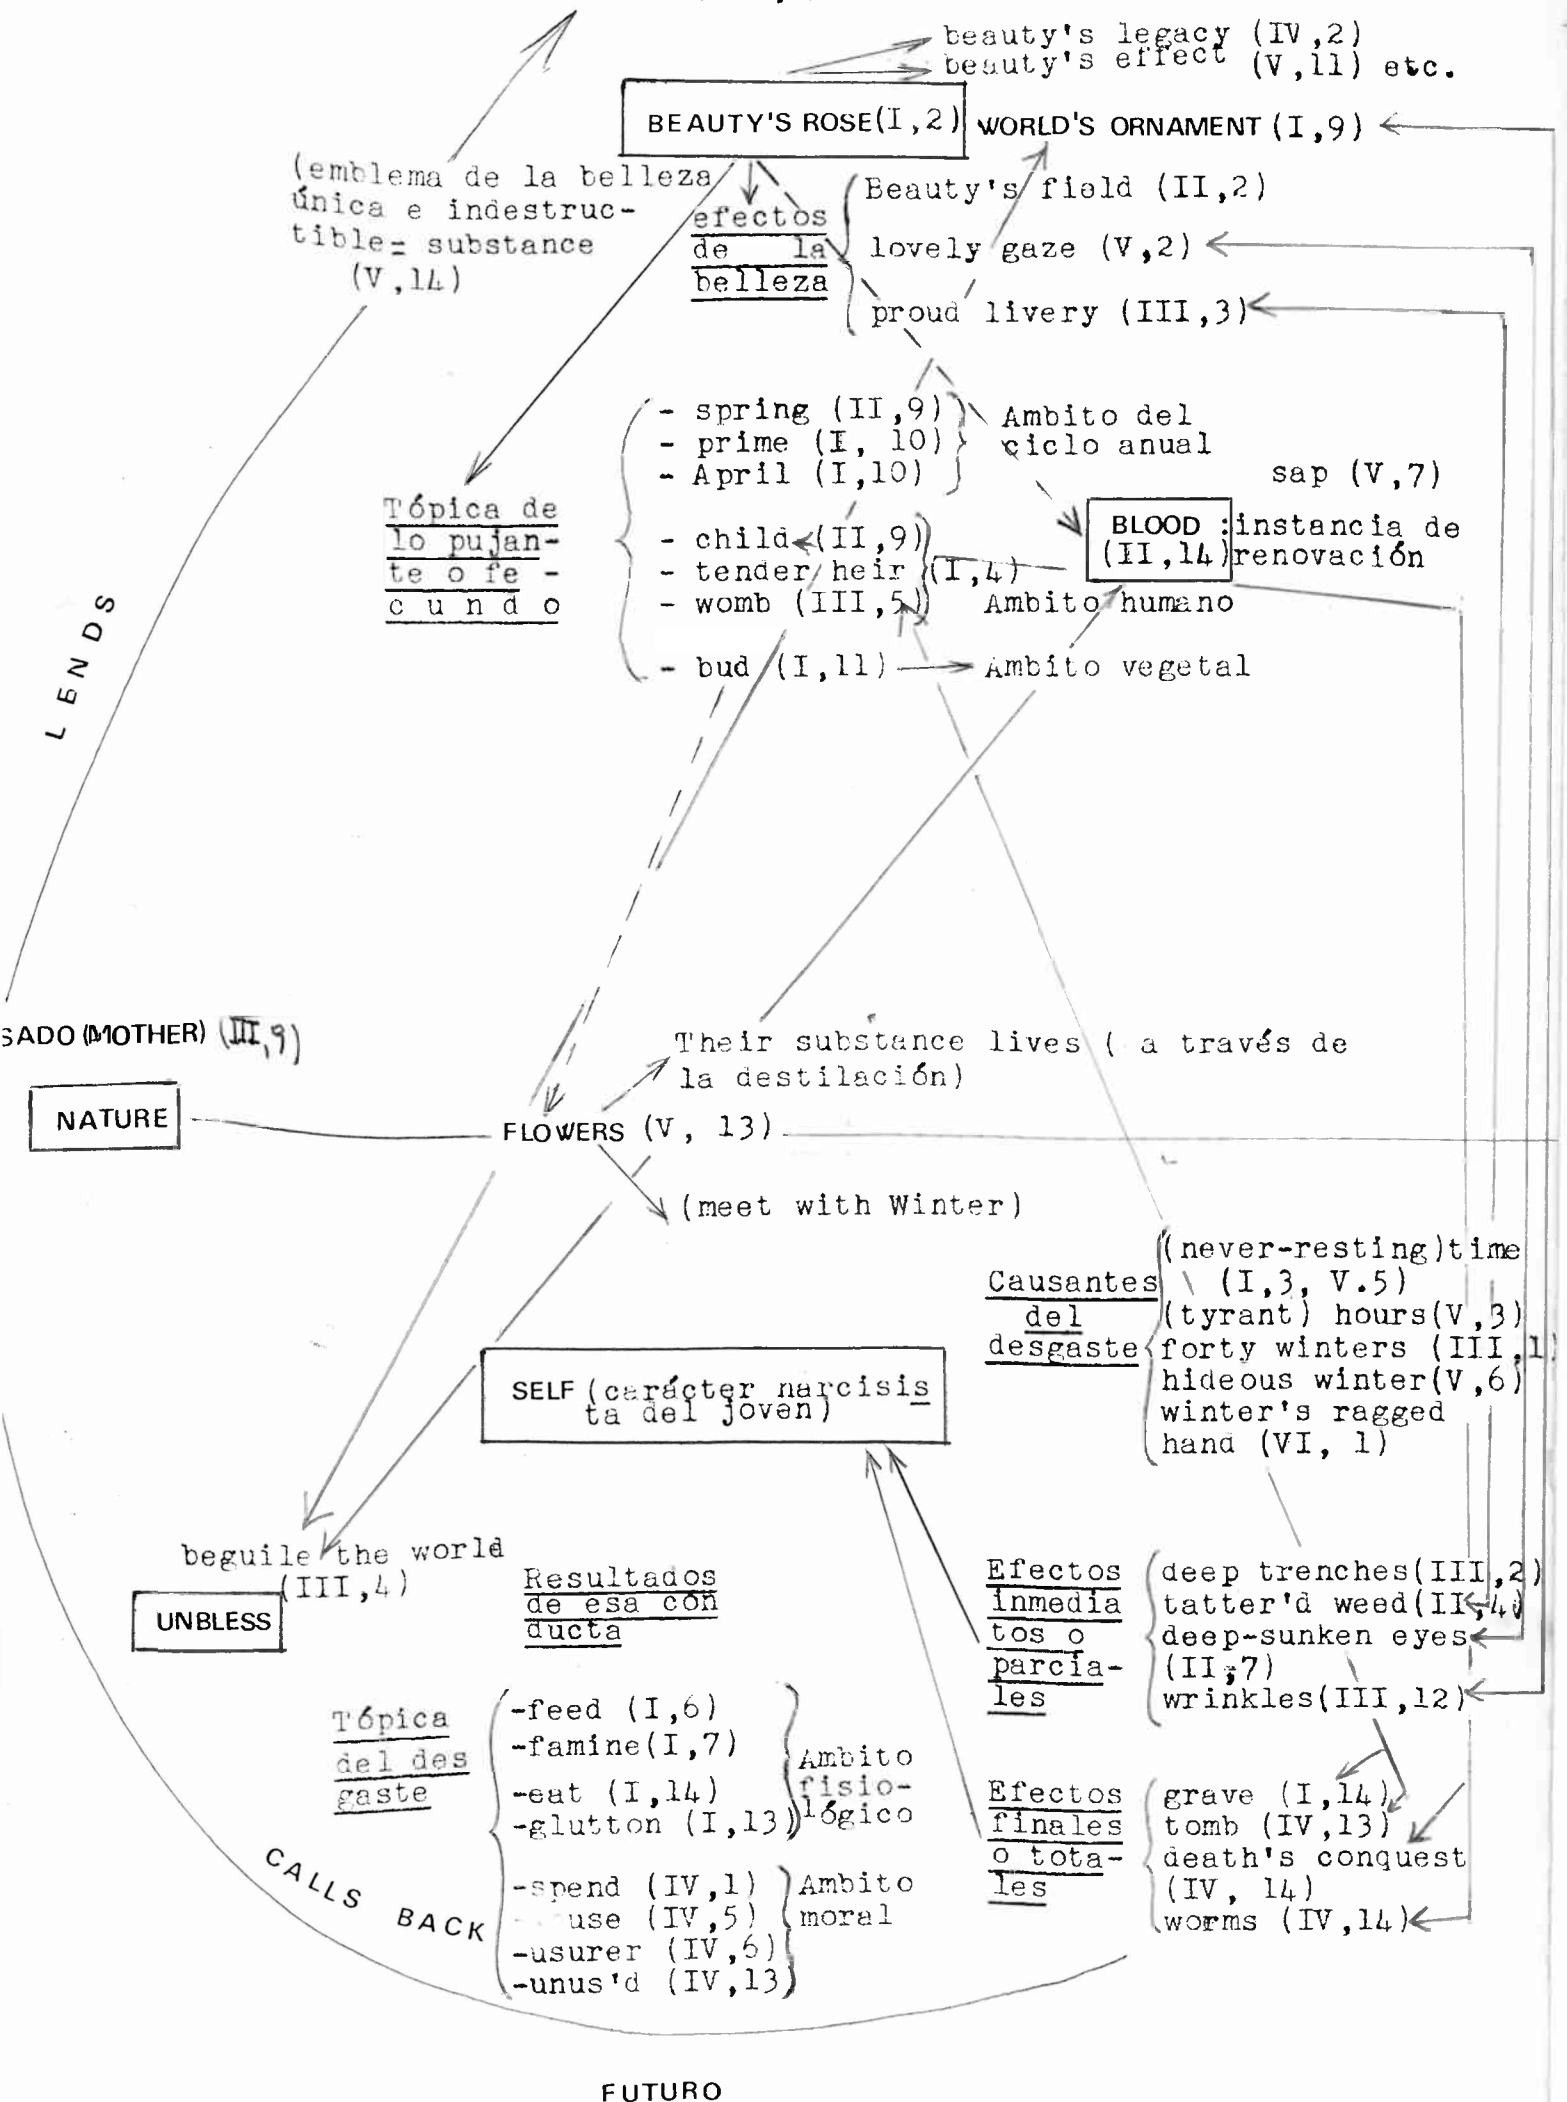 beauty's legacy (IV,2)
beauty's effect (V,11) etc.
BEAUTY'S ROSE(I,2) WORLD'S ORNAMENT (I,9)
(emblema de la belleza
única e indestruc-
tible= substance
(V,14)
efectos
de la
belleza
Beauty's field (II,2)
lovely gaze (V,2)
proud livery (III,3)
- spring (II,9)
- prime (I, 10)
- April (I,10)
Ambito del
ciclo anual
sap (V,7)
Tópica de
lo pujan-
te o fe -
c u n d o
- child (II,9)
- tender heir (I,4)
- womb (III,5)
BLOOD :
(II,14)
instancia de
renovación
Ambito humano
- bud (I,11)
Ambito vegetal
LENDS
SADO (MOTHER) (III,9)
NATURE
Their substance lives ( a través de
la destilación)
FLOWERS (V, 13)
(meet with Winter)
Causantes
del
desgaste
(never-resting)time
(I,3, V.5)
(tyrant) hours(V,3)
forty winters (III,1)
hideous winter(V,6)
winter's ragged
hand (VI, 1)
SELF (carácter narcisis
ta del joven)
beguile the world
(III,4)
UNBLESS
Resultados
de esa con
ducta
Efectos
inmedia
tos o
parcia-
les
deep trenches(III,2)
tatter'd weed(II,4)
deep-sunken eyes
(II,7)
wrinkles(III,12)
Tópica
del des
gaste
-feed (I,6)
-famine(I,7)
-eat (I,14)
-glutton (I,13)
Ambito
fisio-
lógico
-spend (IV,1)
use (IV,5)
-usurer (IV,6)
-unus'd (IV,13)
Ambito
moral
Efectos
finales
o tota-
les
grave (I,14)
tomb (IV,13)
death's conquest
(IV, 14)
worms (IV,14)
CALLS BACK
FUTURO